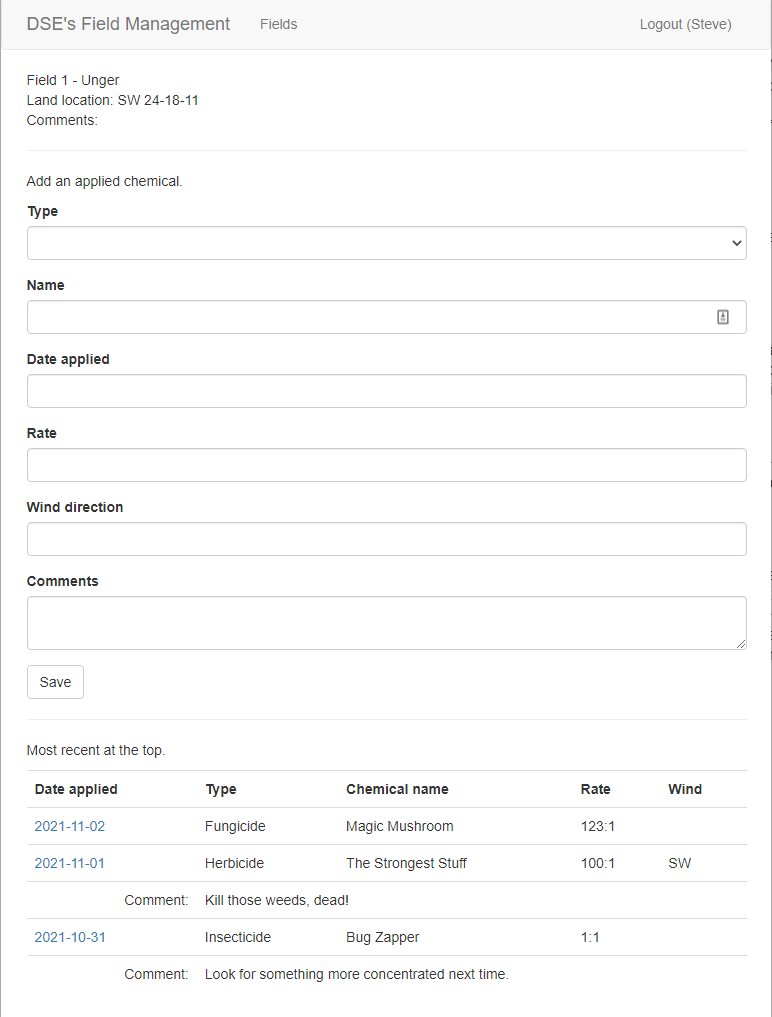 DSE's Field Management Fields Logout (Steve)
Field 1 - Unger
Land location: SW 24-18-11
Comments:
Add an applied chemical.
Type
Name
Date applied
Rate
Wind direction
Comments
Save
Most recent at the top.
Date applied Type Chemical name Rate Wind
2021-11-02 Fungicide Magic Mushroom 123:1
2021-11-01 Herbicide The Strongest Stuff 100:1 SW
Comment: Kill those weeds, dead!
2021-10-31 Insecticide Bug Zapper 1:1
Comment: Look for something more concentrated next time.